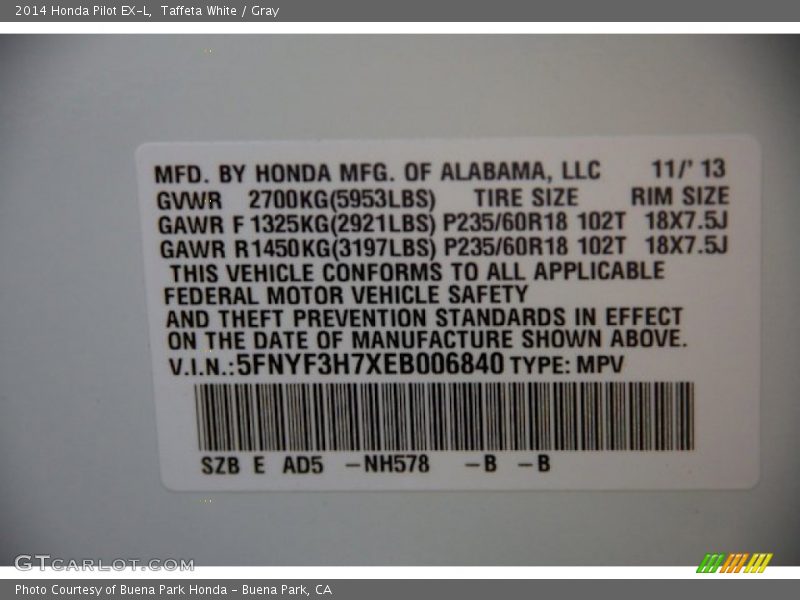 2014 Honda Pilot EX-L, Taffeta White / Gray
MFD. BY HONDA MFG. OF ALABAMA, LLC 11/' 13
GVWR 2700KG(5953LBS) TIRE SIZE RIM SIZE
GAWR F 1325KG(2921LBS) P235/60R18 102T 18X7.5J
GAWR R 1450KG(3197LBS) P235/60R18 102T 18X7.5J
THIS VEHICLE CONFORMS TO ALL APPLICABLE
FEDERAL MOTOR VEHICLE SAFETY
AND THEFT PREVENTION STANDARDS IN EFFECT
ON THE DATE OF MANUFACTURE SHOWN ABOVE.
V.I.N.:5FNYF3H7XEB006840 TYPE: MPV
SZB E AD5 -NH578 -B -B
GTCARLOT.COM
Photo Courtesy of Buena Park Honda - Buena Park, CA